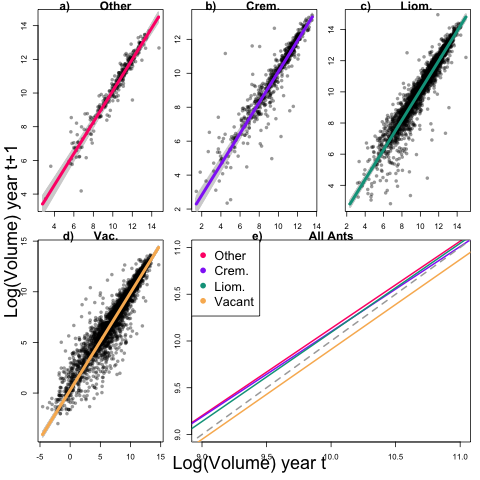 a) Other
b) Crem.
c) Liom.
14
12
10
8
6
4
4 6 8 10 12 14
12
10
8
6
4
2
2 4 6 8 10 12 14
14
12
10
8
6
4
2 4 6 8 10 12 14
Log(Volume) year t+1
d) Vac.
e) All Ants
15
10
5
0
-5 0 5 10 15
11.0
10.5
10.0
9.5
9.0
Other
Crem.
Liom.
Vacant
9.0 9.5 10.0 10.5 11.0
Log(Volume) year t